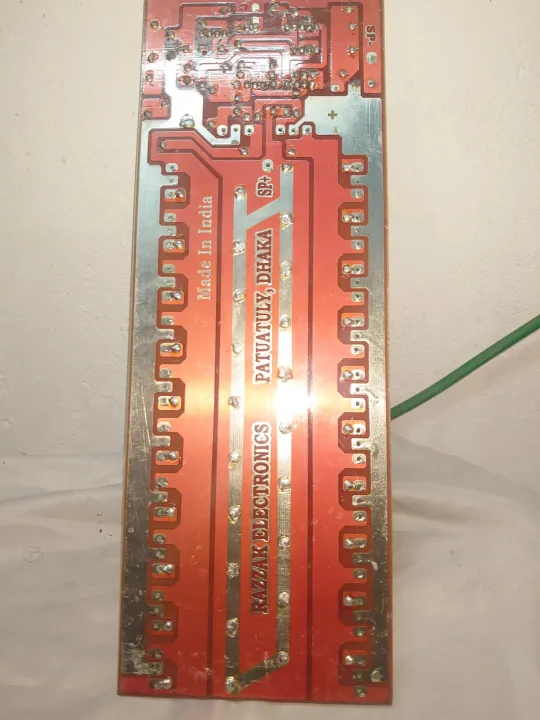 SP-
+
SP+
Made In India
RAZZAK ELECTRONICS PATUATULY, DHAKA